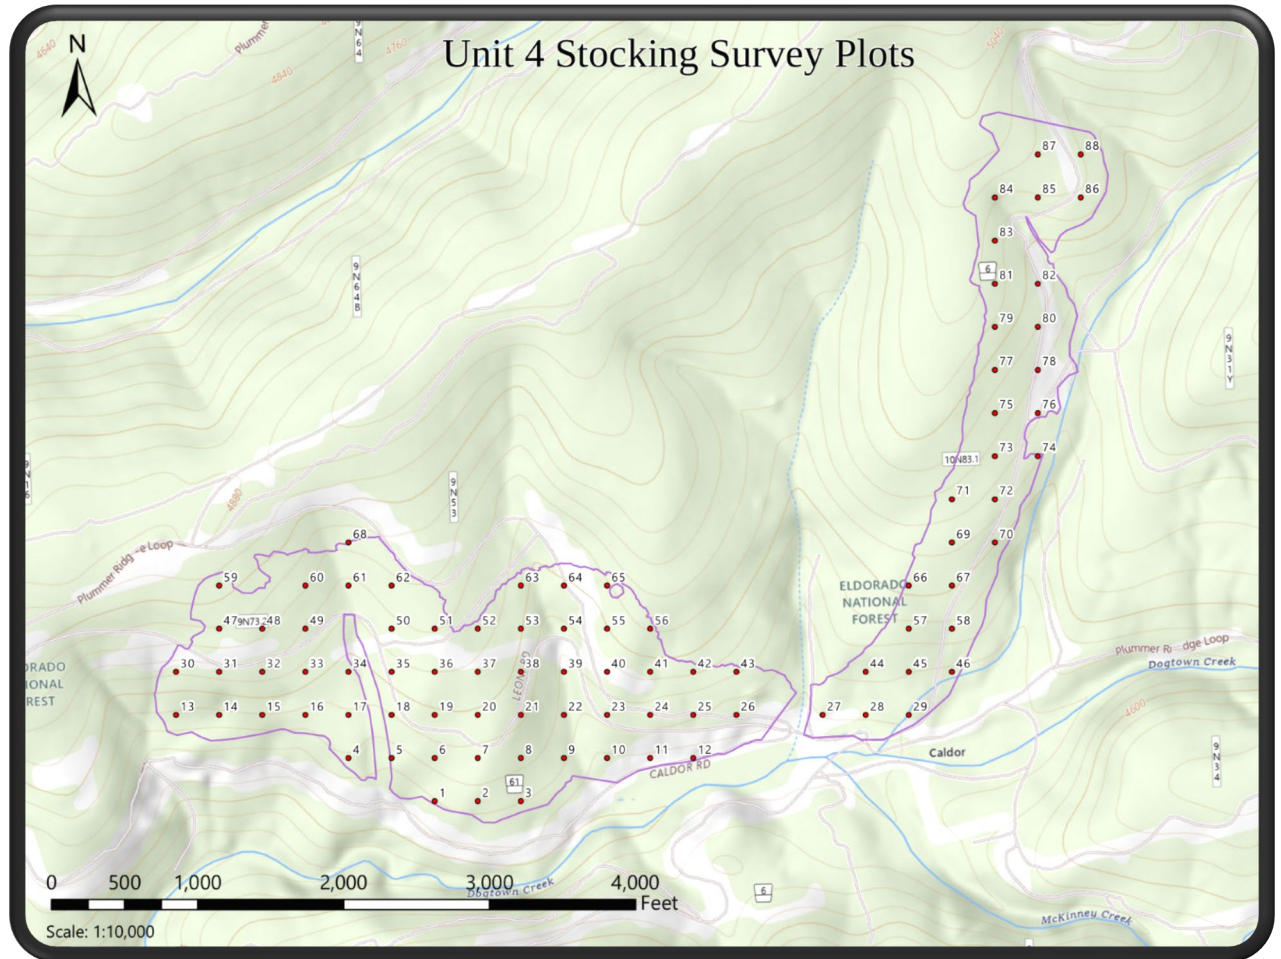 Unit 4 Stocking Survey Plots
N
4640
Plummer
4840
9N64
4760
5040
87 88
84 85 86
83
6
81 82
9N64B
79 80
9N31Y
77 78
75 76
10N83.1
73 74
71 72
4880
9N53
69 70
Plummer Ridg
e Loop
68
59 60 61 62 63 64 65 66 67
ELDORADO
NATIONAL
FOREST
47 9N73.2 48 49 50 51 52 53 54 55 56 57 58
Plummer Ri
dge Loop
Dogtown Creek
30 31 32 33 34 35 36 37 38 39 40 41 42 43 44 45 46
ORADO
IONAL
REST
4600
13 14 15 16 17 18 19 20 21 22 23 24 25 26 27 28 29
4 5 6 7 8 9 10 11 12
Caldor
CALDOR RD
9N34
61
1 2 3
0 500 1,000 2,000 3,000 4,000
Feet
Dogtown Creek
6
McKinney Creek
Scale: 1:10,000